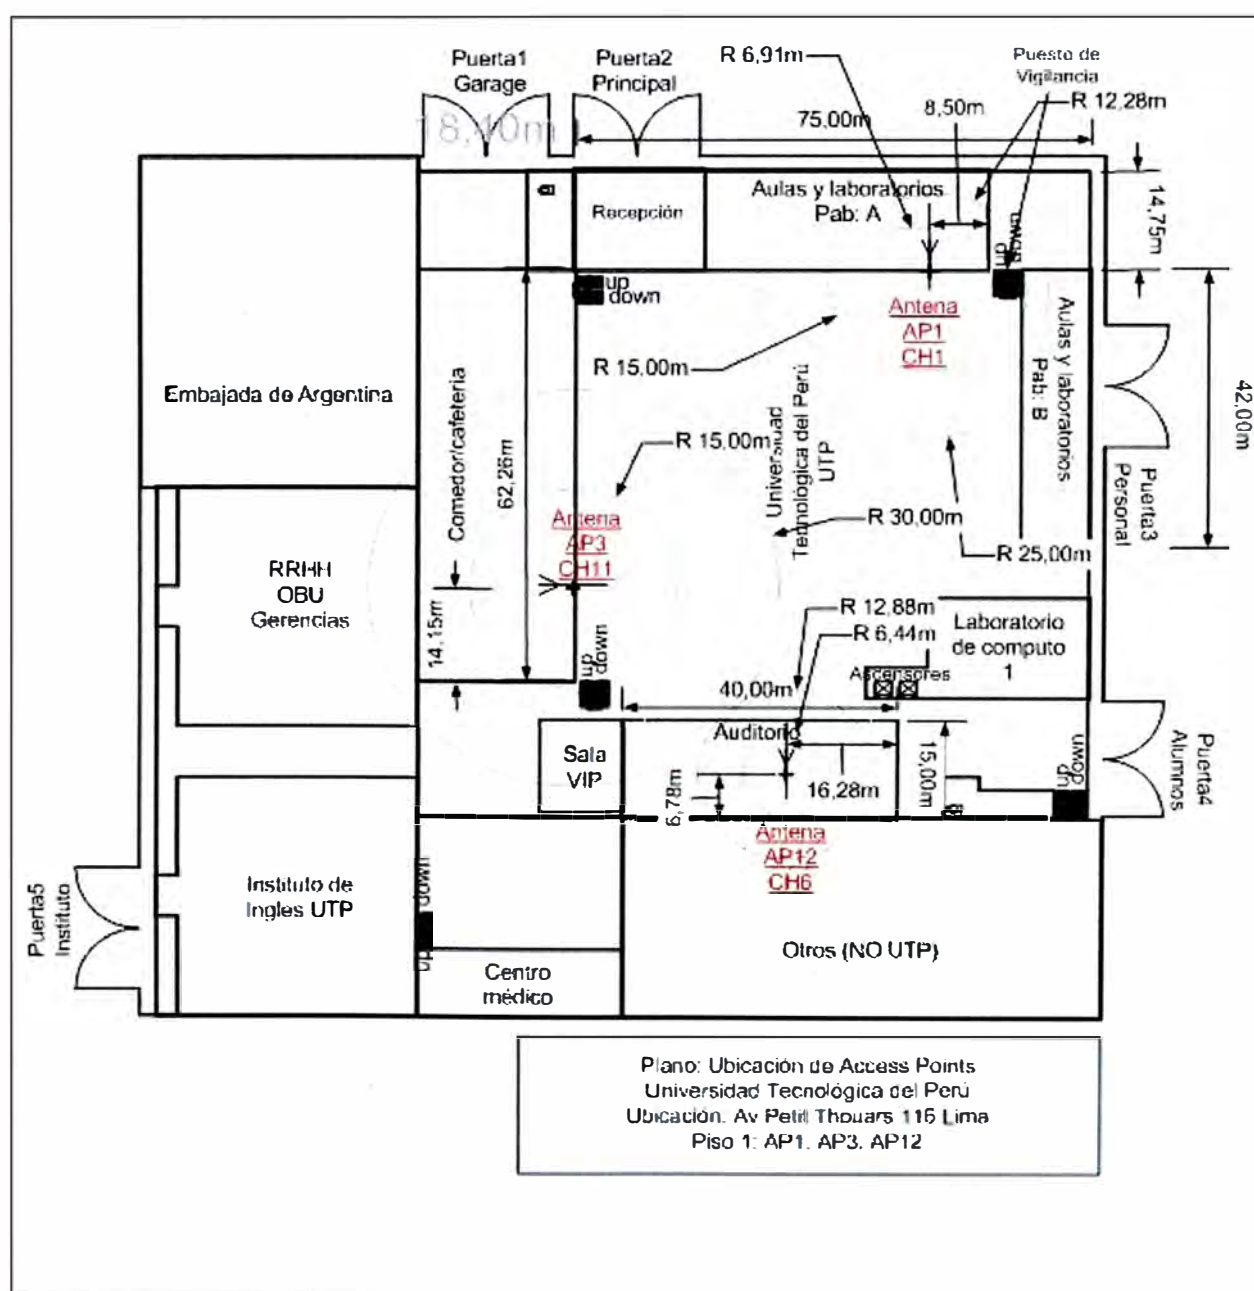 Puerta1
Garage
Puerta2
Principal
R 6,91m
Puesto de
Vigilancia
R 12,28m
18,40m
75,00m
8,50m
Aulas y laboratorios
Pab: A
Recepción
14,75m
up
down
up
down
Antena
AP1
CH1
R 15,00m
Embajada de Argentina
Comedor/cafeteria
62,26m
Universidad
Tecnológica del Perú
UTP
Aulas y laboratorios
Pab: B
42,00m
Puerta3
Personal
R 15,00m
Antena
AP3
CH11
R 30,00m
R 25,00m
RRHH
OBU
Gerencias
14,15m
R 12,88m
R 6,44m
Laboratorio
de computo
1
Ascensores
up
down
40,00m
Auditorio
Sala
VIP
16,28m
6,78m
15,00m
up
down
Puerta4
Alumnos
Antena
AP12
CH6
Puerta5
Instituto
Instituto de
Ingles UTP
up
down
Otros (NO UTP)
Centro
médico
Plano: Ubicación de Access Points
Universidad Tecnológica del Perú
Ubicación: Av Petit Thouars 116 Lima
Piso 1: AP1. AP3. AP12